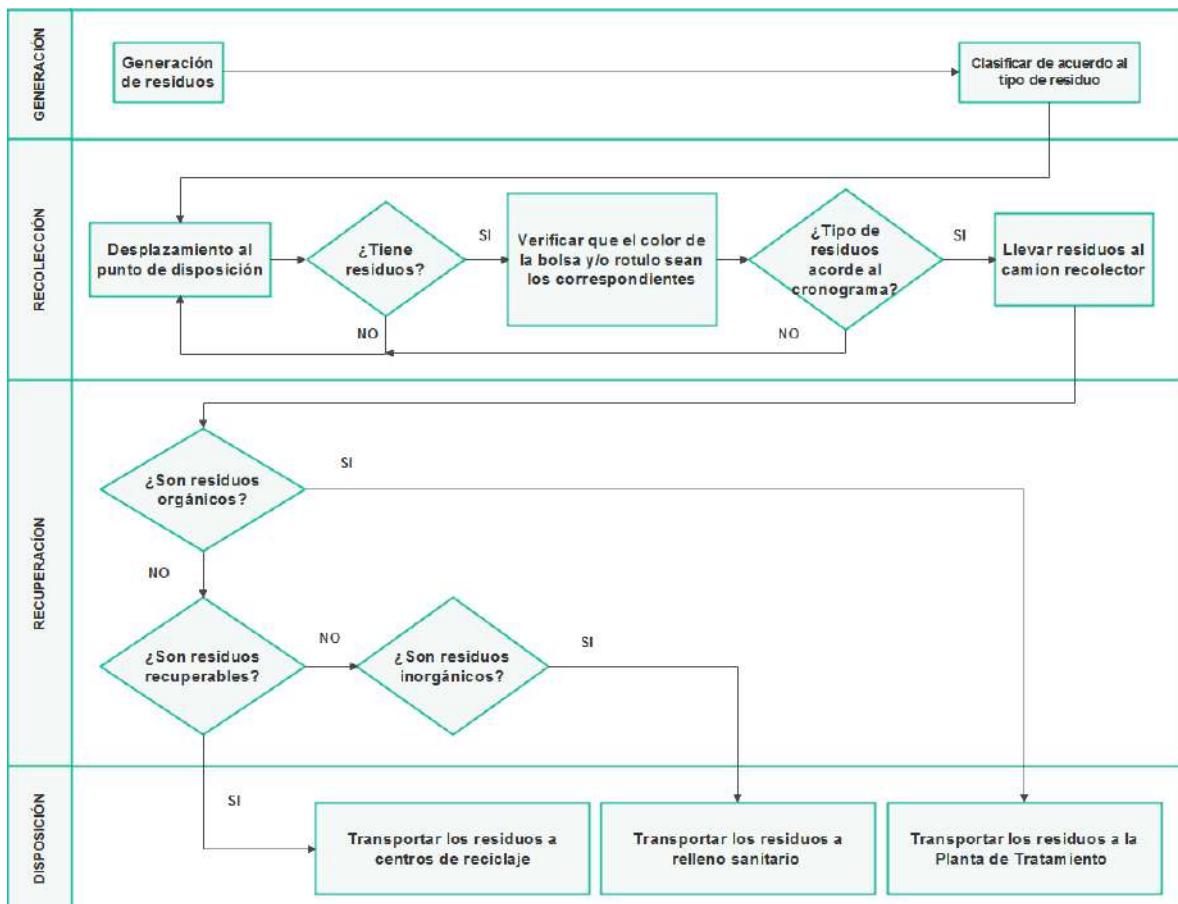 GENERACIÓN
Generación
de residuos
Clasificar de acuerdo al
tipo de residuo
RECOLECCIÓN
Desplazamiento al
punto de disposición
¿Tiene
residuos?
SI
NO
Verificar que el color de
la bolsa y/o rotulo sean
los correspondientes
¿Tipo de
residuos
acorde al
cronograma?
SI
NO
Llevar residuos al
camion recolector
RECUPERACÍON
¿Son residuos
orgánicos?
SI
NO
¿Son residuos
recuperables?
NO
¿Son residuos
inorgánicos?
SI
DISPOSICIÓN
SI
Transportar los residuos a
centros de reciclaje
Transportar los residuos a
relleno sanitario
Transportar los residuos a la
Planta de Tratamiento